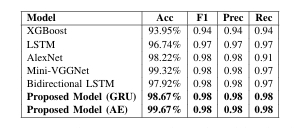 Model Acc F1 Prec Rec
XGBoost 93.95% 0.94 0.94 0.94
LSTM 96.74% 0.97 0.97 0.97
AlexNet 98.22% 0.98 0.98 0.91
Mini-VGGNet 99.32% 0.98 0.98 0.97
Bidirectional LSTM 97.92% 0.98 0.98 0.97
Proposed Model (GRU) 98.67% 0.98 0.98 0.98
Proposed Model (AE) 99.67% 0.98 0.98 0.98